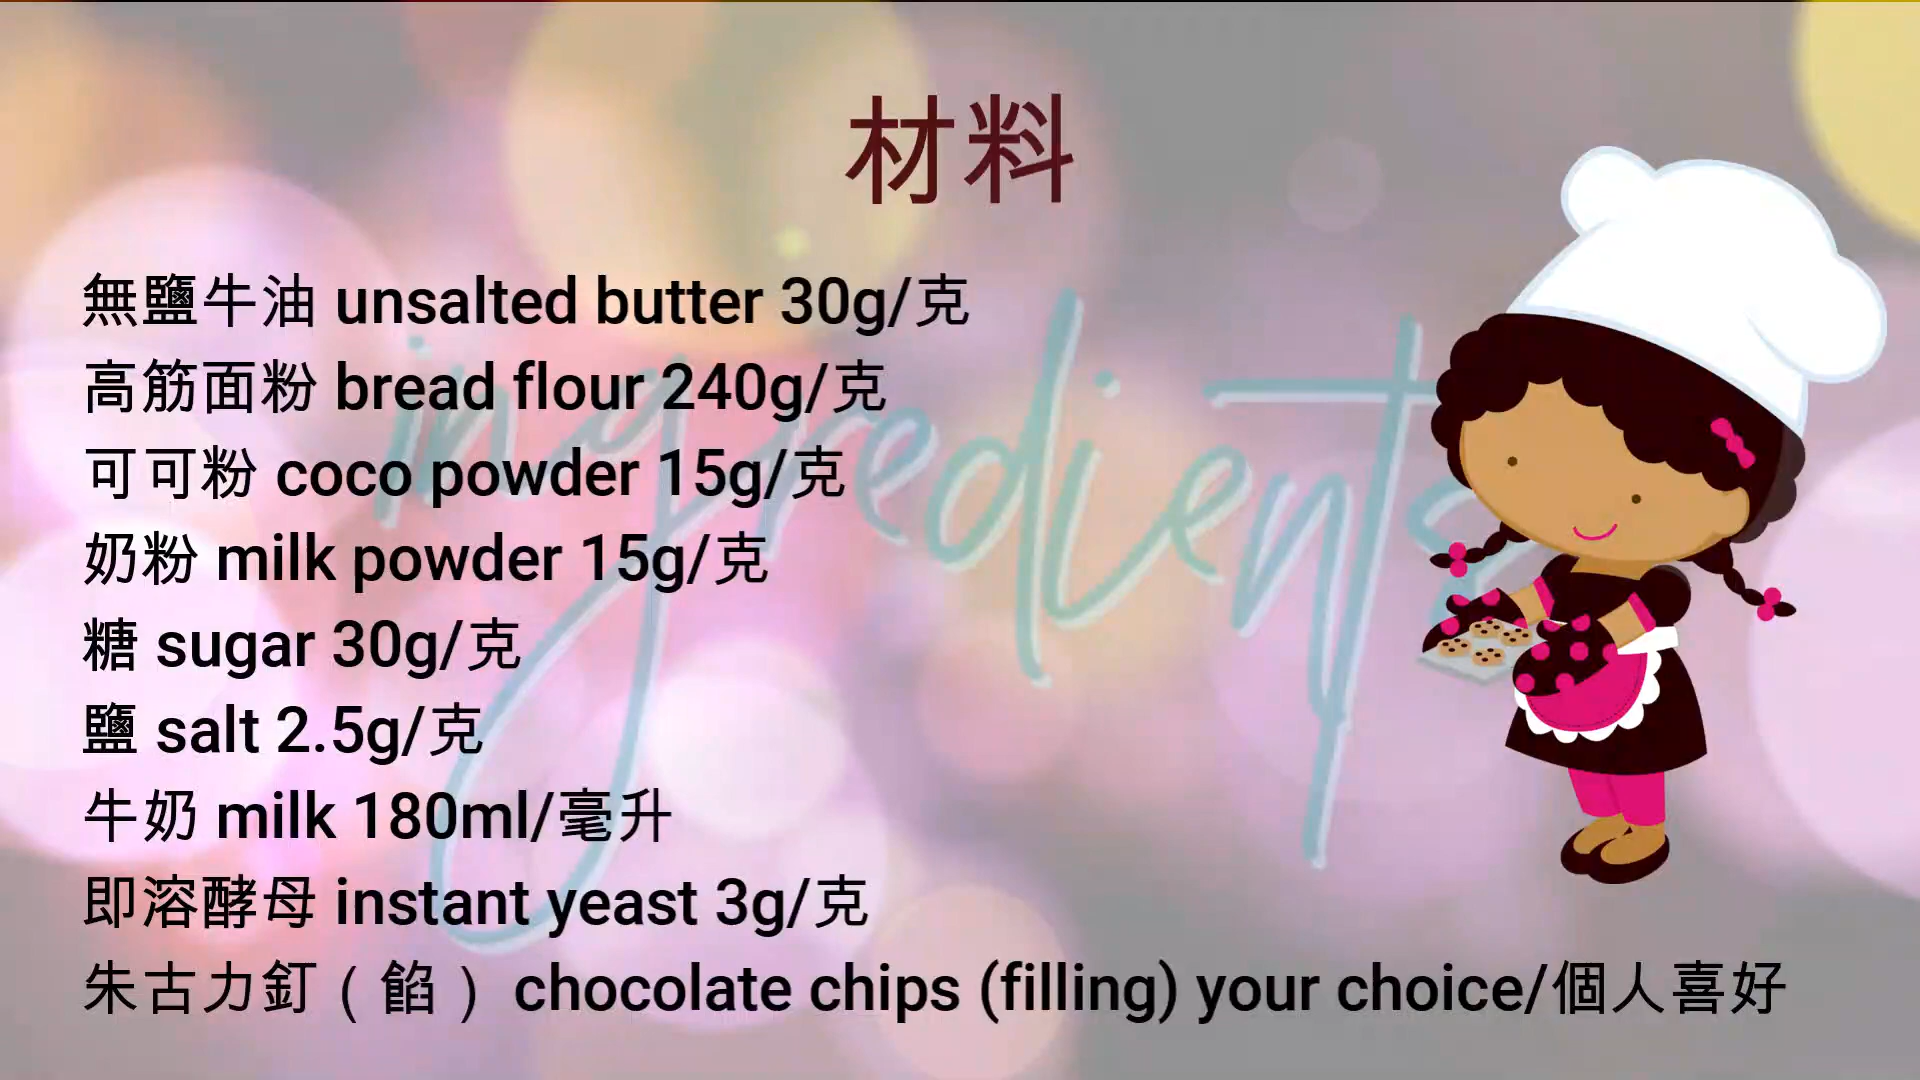 材料
ingredients
無鹽牛油 unsalted butter 30g/克
高筋面粉 bread flour 240g/克
可可粉 coco powder 15g/克
奶粉 milk powder 15g/克
糖 sugar 30g/克
鹽 salt 2.5g/克
牛奶 milk 180ml/毫升
即溶酵母 instant yeast 3g/克
朱古力釘（餡）chocolate chips (filling) your choice/個人喜好